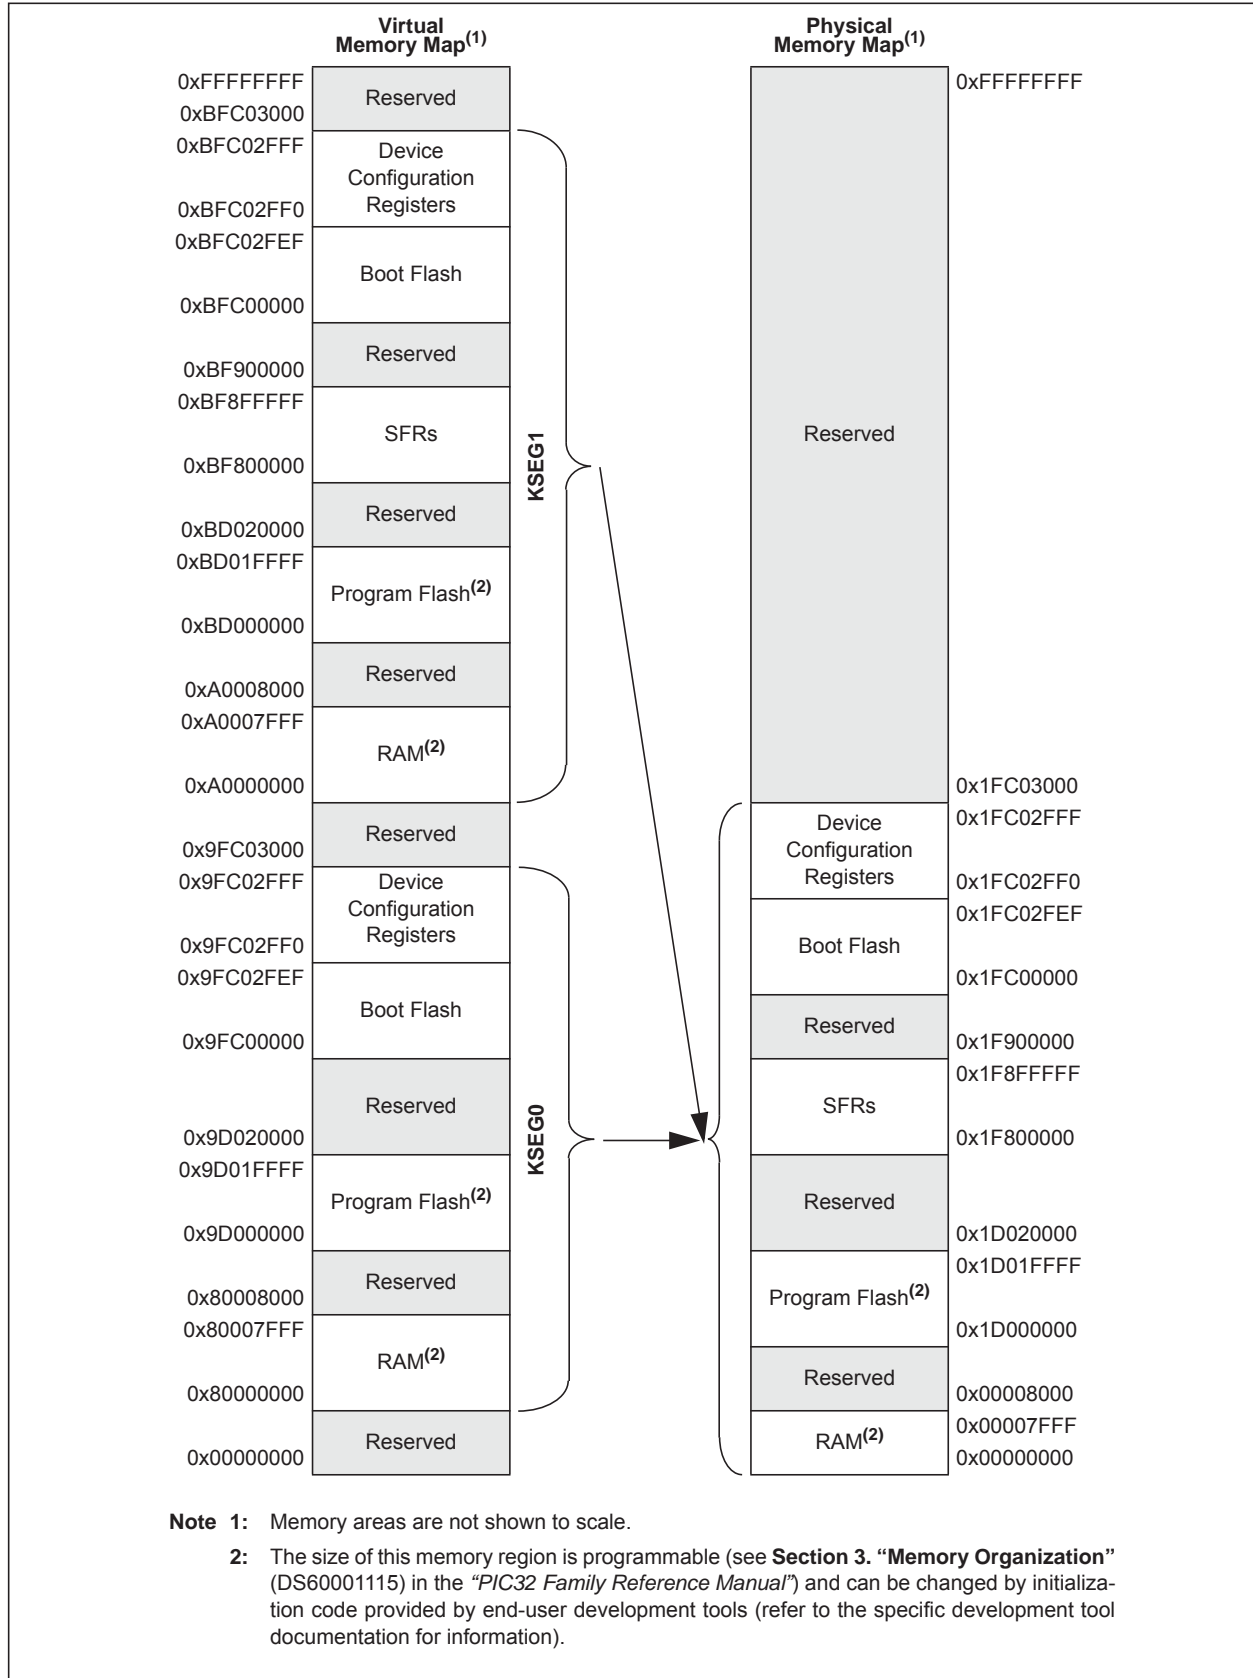 Virtual
Memory Map(1)
0xFFFFFFFF
Reserved
0xBFC03000
0xBFC02FFF
Device
Configuration
Registers
0xBFC02FF0
0xBFC02FEF
Boot Flash
0xBFC00000
Reserved
0xBF900000
0xBF8FFFFF
SFRs
0xBF800000
Reserved
0xBD020000
0xBD01FFFF
Program Flash(2)
0xBD000000
Reserved
0xA0008000
0xA0007FFF
RAM(2)
0xA0000000
KSEG1
Reserved
0x9FC03000
0x9FC02FFF
Device
Configuration
Registers
0x9FC02FF0
0x9FC02FEF
Boot Flash
0x9FC00000
Reserved
0x9D020000
0x9D01FFFF
Program Flash(2)
0x9D000000
Reserved
0x80008000
0x80007FFF
RAM(2)
0x80000000
KSEG0
Reserved
0x00000000
Physical
Memory Map(1)
0xFFFFFFFF
Reserved
0x1FC03000
0x1FC02FFF
Device
Configuration
Registers
0x1FC02FF0
0x1FC02FEF
Boot Flash
0x1FC00000
Reserved
0x1F900000
0x1F8FFFFF
SFRs
0x1F800000
Reserved
0x1D020000
0x1D01FFFF
Program Flash(2)
0x1D000000
Reserved
0x00008000
0x00007FFF
RAM(2)
0x00000000
Note 1: Memory areas are not shown to scale.
2: The size of this memory region is programmable (see Section 3. “Memory Organization”
(DS60001115) in the “PIC32 Family Reference Manual”) and can be changed by initializa-
tion code provided by end-user development tools (refer to the specific development tool
documentation for information).